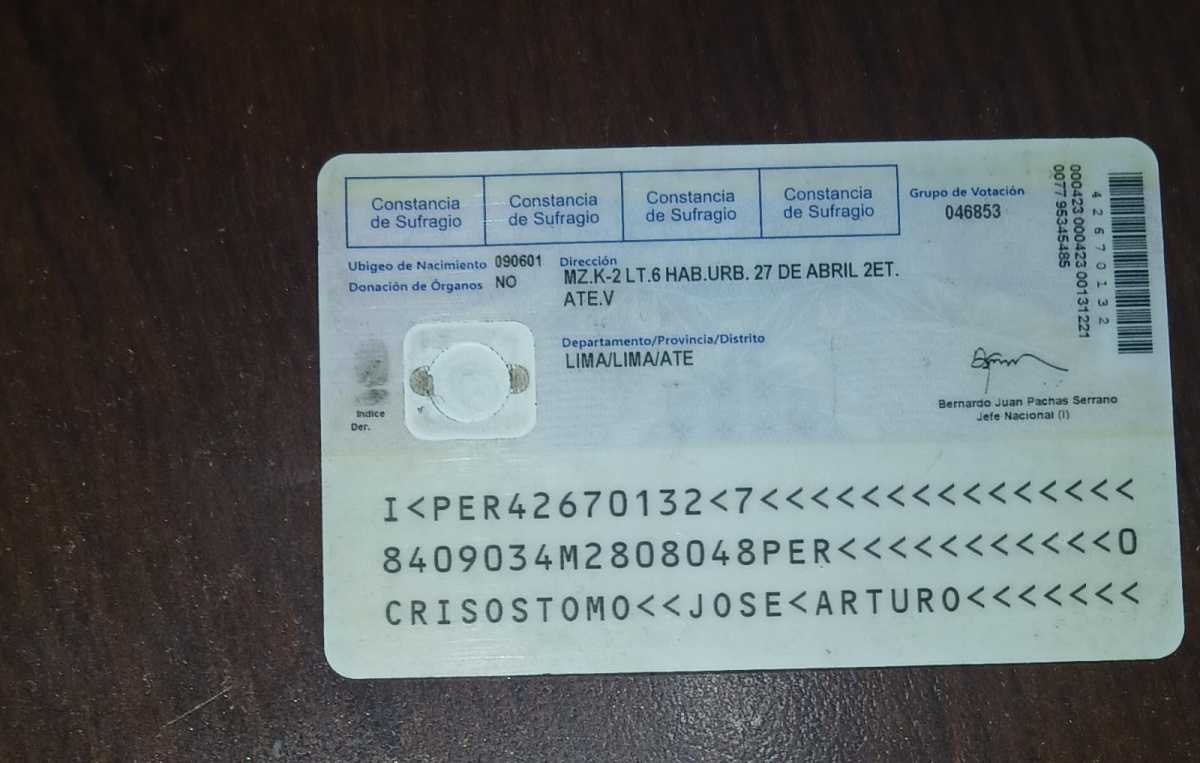 Constancia de Sufragio
Constancia de Sufragio
Constancia de Sufragio
Constancia de Sufragio
Grupo de Votación
046853
Ubigeo de Nacimiento 090601
Donación de Órganos NO
Dirección
MZ.K-2 LT.6 HAB.URB. 27 DE ABRIL 2ET.
ATE.V
Departamento/Provincia/Distrito
LIMA/LIMA/ATE
Indice
Der.
Bernardo Juan Pachas Serrano
Jefe Nacional (I)
42670132
000423 000423 00131221
0077 95345485
I<PER42670132<7<<<<<<<<<<<<<<<
8409034M2808048PER<<<<<<<<<<<0
CRISOSTOMO<<JOSE<ARTURO<<<<<<<